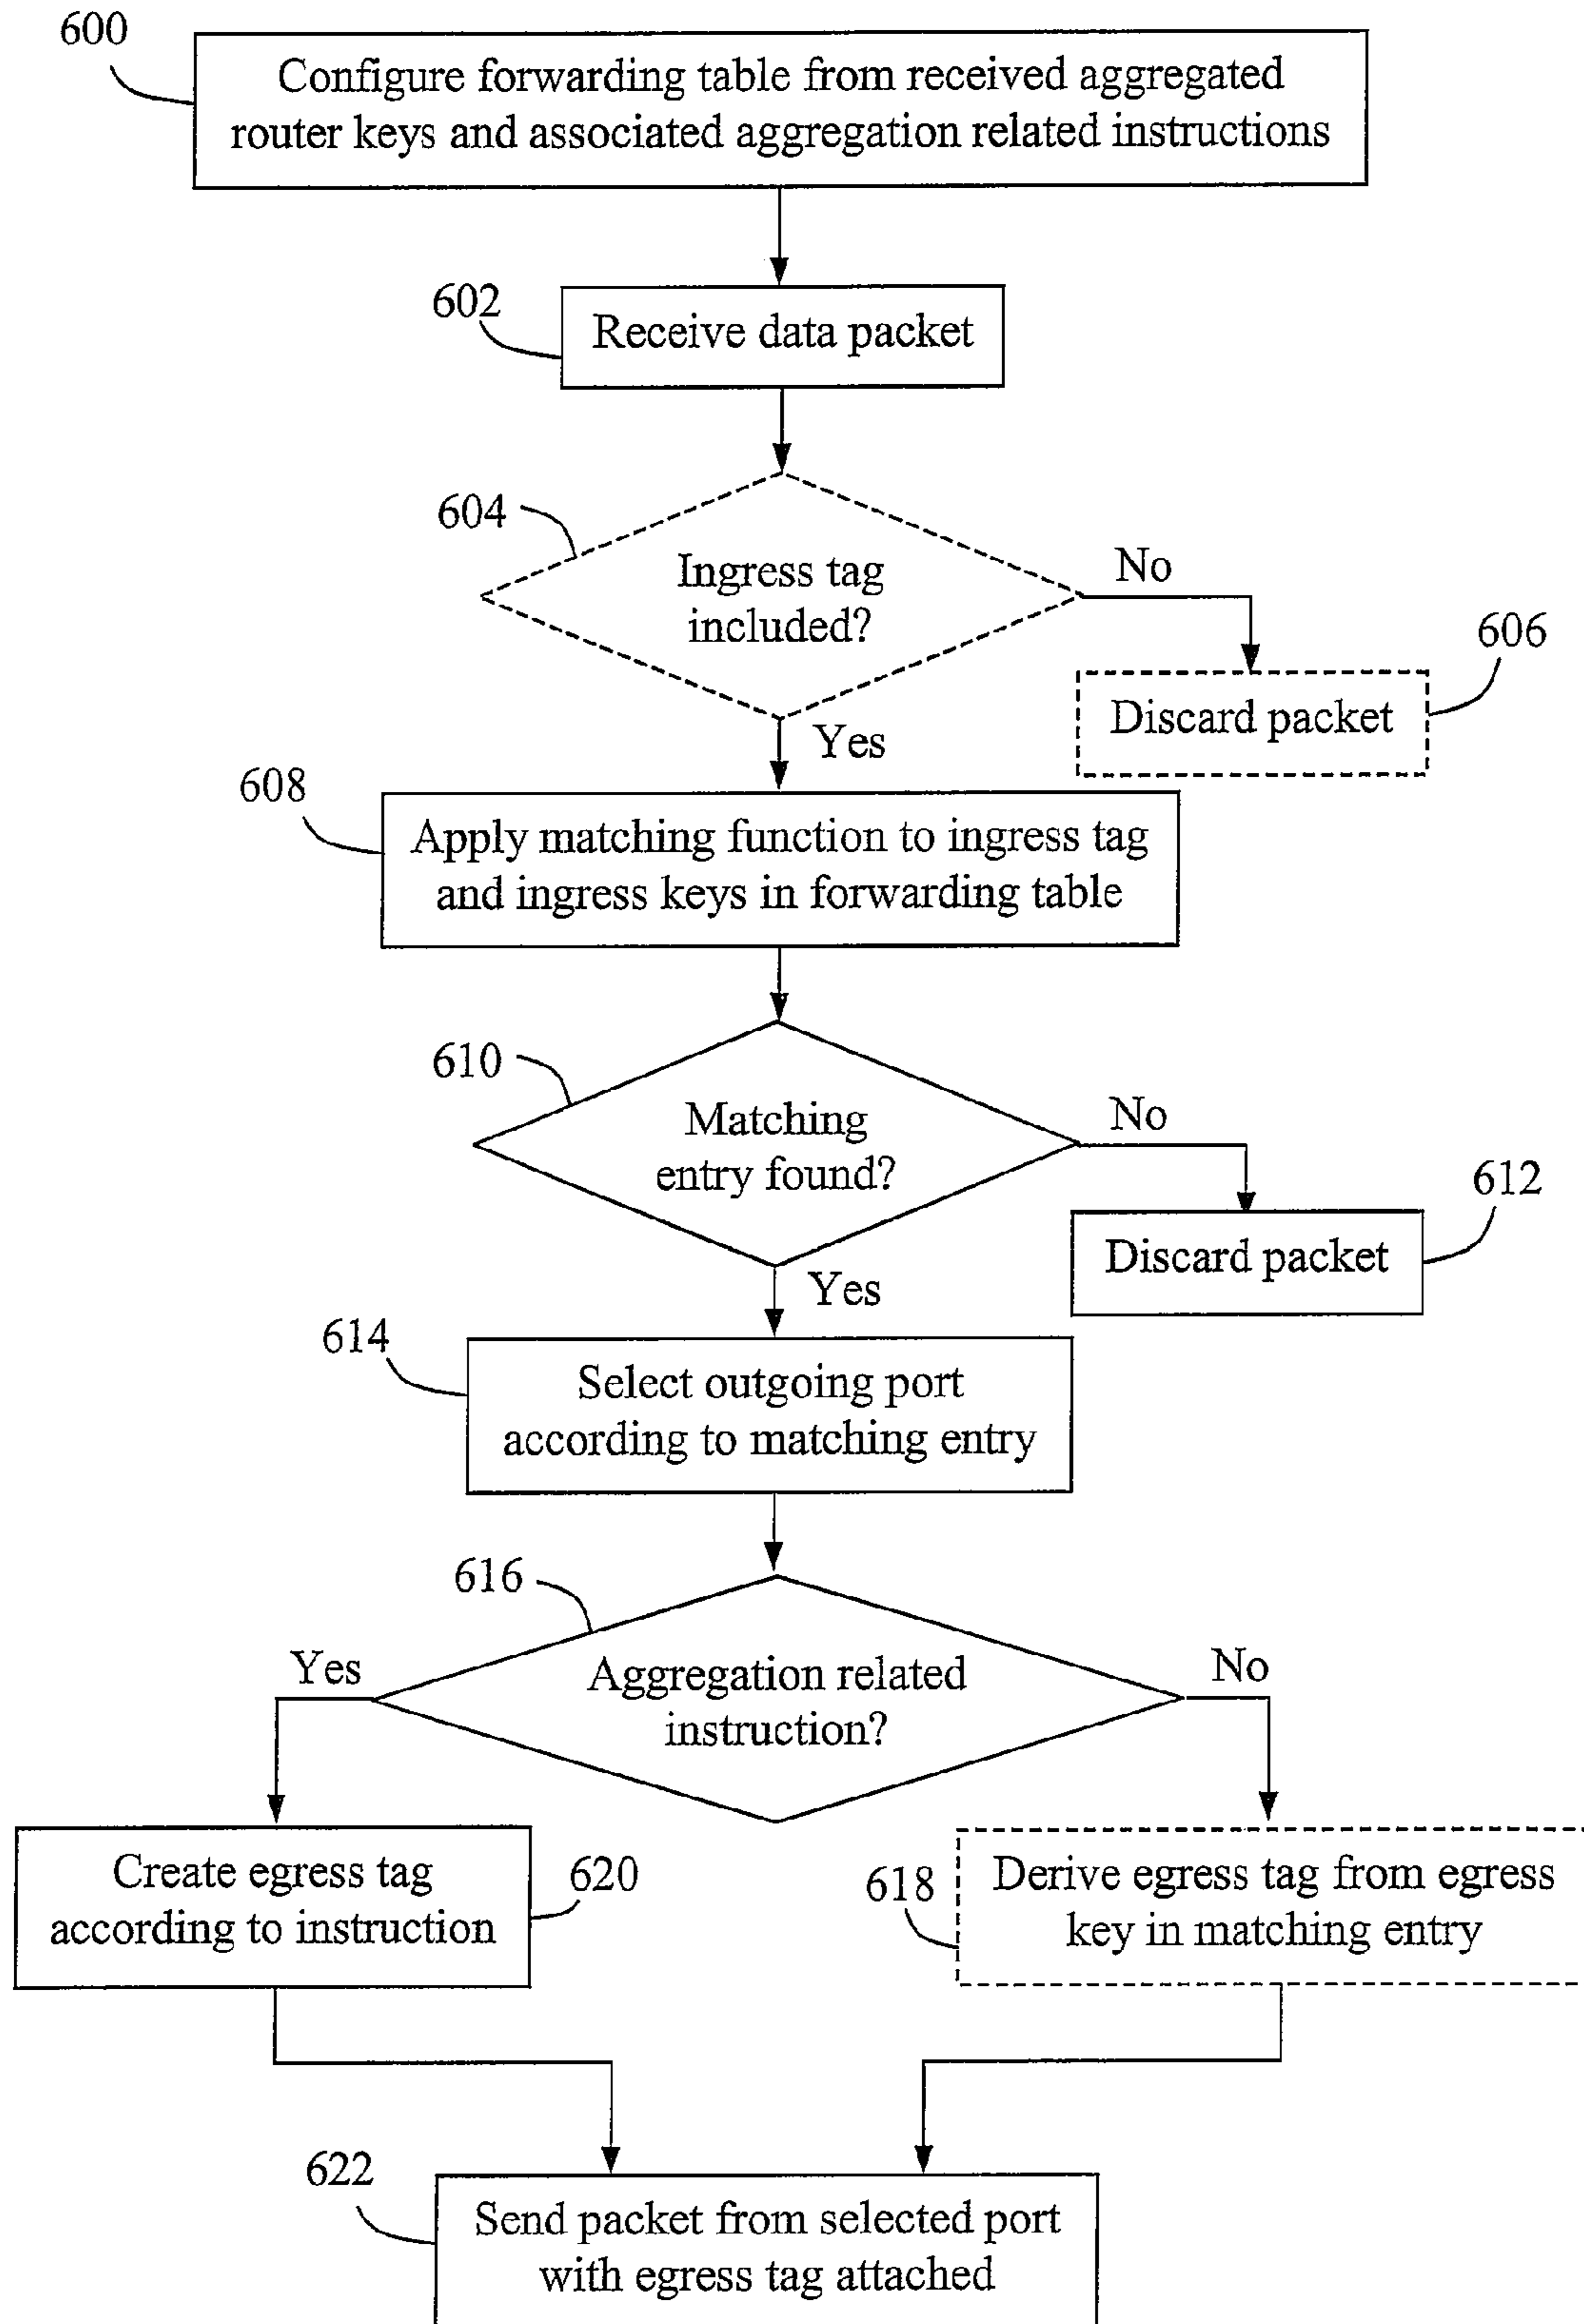 600
Configure forwarding table from received aggregated
router keys and associated aggregation related instructions
602
Receive data packet
604
Ingress tag
included?
No
606
Discard packet
Yes
608
Apply matching function to ingress tag
and ingress keys in forwarding table
610
Matching
entry found?
No
612
Discard packet
Yes
614
Select outgoing port
according to matching entry
616
Aggregation related
instruction?
Yes
No
Create egress tag
according to instruction
620
618
Derive egress tag from egress
key in matching entry
622
Send packet from selected port
with egress tag attached